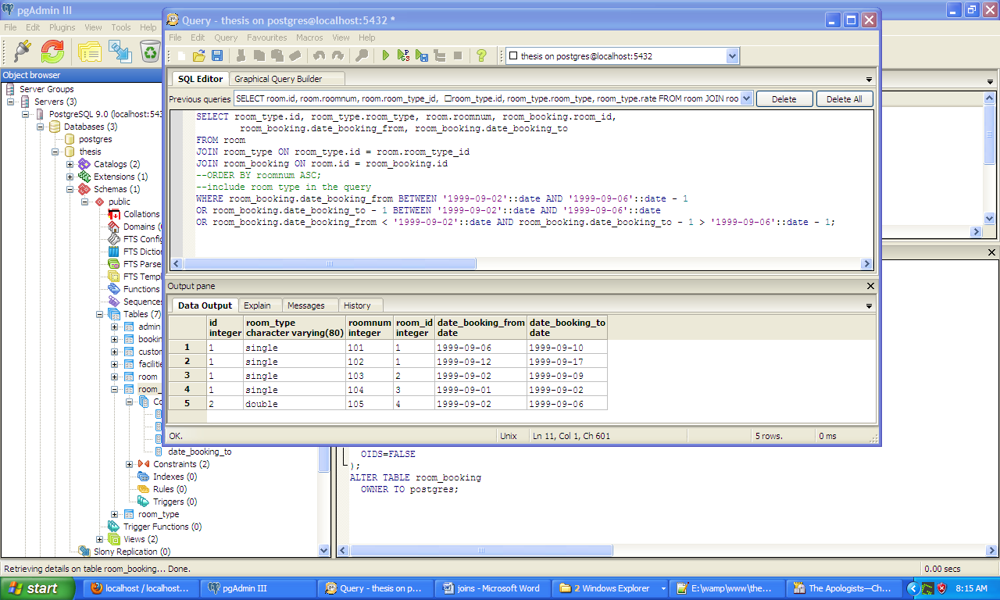 pgAdmin III
File Edit Plugins View Tools Help
Object browser
Server Groups
Servers (3)
PostgreSQL 9.0 (localhost:543
Databases (3)
postgres
thesis
Catalogs (2)
Extensions (1)
Schemas (1)
public
Collations
Domains (
FTS Config
FTS Diction
FTS Parse
FTS Templ
Functions
Sequences
Tables (7)
admin
bookin
custom
faciliti
room
room_
Co
date_booking_to
Constraints (2)
Indexes (0)
Rules (0)
Triggers (0)
room_type
Trigger Functions (0)
Views (2)
Slony Replication (0)
Query - thesis on postgres@localhost:5432 *
File Edit Query Favourites Macros View Help
thesis on postgres@localhost:5432
SQL Editor Graphical Query Builder
Previous queries SELECT room.id, room.roomnum, room.room_type_id, □room_type.id, room_type.room_type, room_type.rate FROM room JOIN roo Delete Delete All
SELECT room_type.id, room_type.room_type, room.roomnum, room_booking.room_id,
room_booking.date_booking_from, room_booking.date_booking_to
FROM room
JOIN room_type ON room_type.id = room.room_type_id
JOIN room_booking ON room.id = room_booking.id
--ORDER BY roomnum ASC;
--include room type in the query
WHERE room_booking.date_booking_from BETWEEN '1999-09-02'::date AND '1999-09-06'::date - 1
OR room_booking.date_booking_to - 1 BETWEEN '1999-09-02'::date AND '1999-09-06'::date
OR room_booking.date_booking_from < '1999-09-02'::date AND room_booking.date_booking_to - 1 > '1999-09-06'::date - 1;
Output pane
Data Output Explain Messages History
id integer room_type character varying(80) roomnum integer room_id integer date_booking_from date date_booking_to date
1 1 single 101 1 1999-09-06 1999-09-10
2 1 single 102 1 1999-09-12 1999-09-17
3 1 single 103 2 1999-09-02 1999-09-09
4 1 single 104 3 1999-09-01 1999-09-02
5 2 double 105 4 1999-09-02 1999-09-06
OK. Unix Ln 11, Col 1, Ch 601 5 rows. 0 ms
OIDS=FALSE
);
ALTER TABLE room_booking
OWNER TO postgres;
Retrieving details on table room_booking... Done. 0.00 secs
start localhost / localhost... pgAdmin III Query - thesis on p... joins - Microsoft Word 2 Windows Explorer E:\wamp\www\the... The Apologists—Ch... 8:15 AM